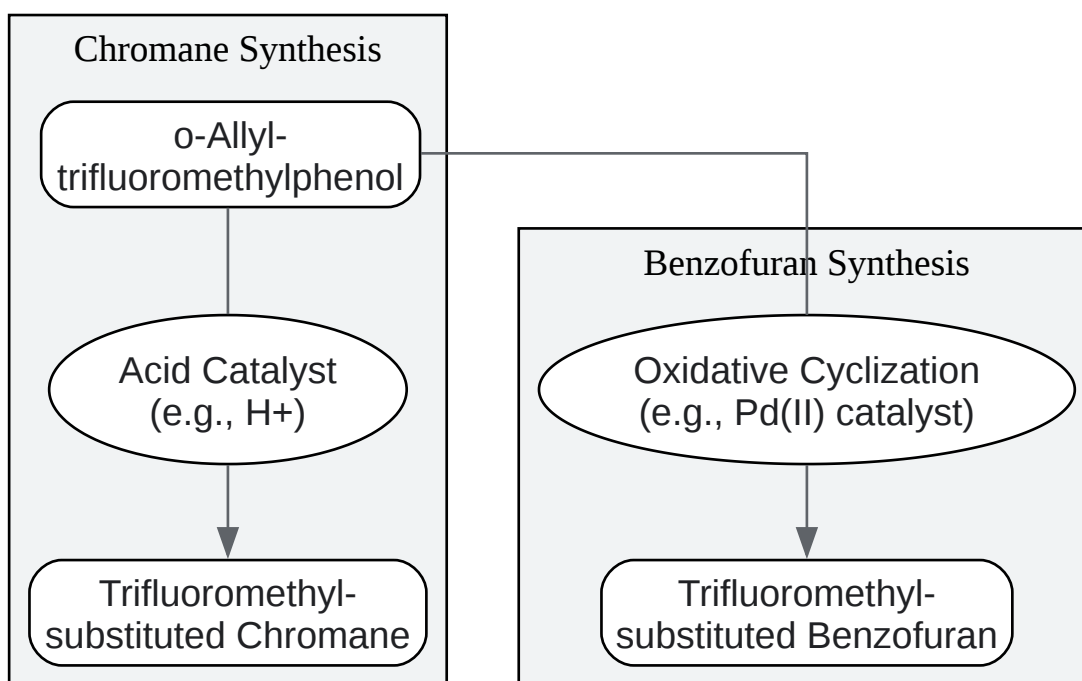 Chromane Synthesis
o-Allyl-
trifluoromethylphenol
Acid Catalyst
(e.g., H+)
Trifluoromethyl-
substituted Chromane
Benzofuran Synthesis
Oxidative Cyclization
(e.g., Pd(II) catalyst)
Trifluoromethyl-
substituted Benzofuran